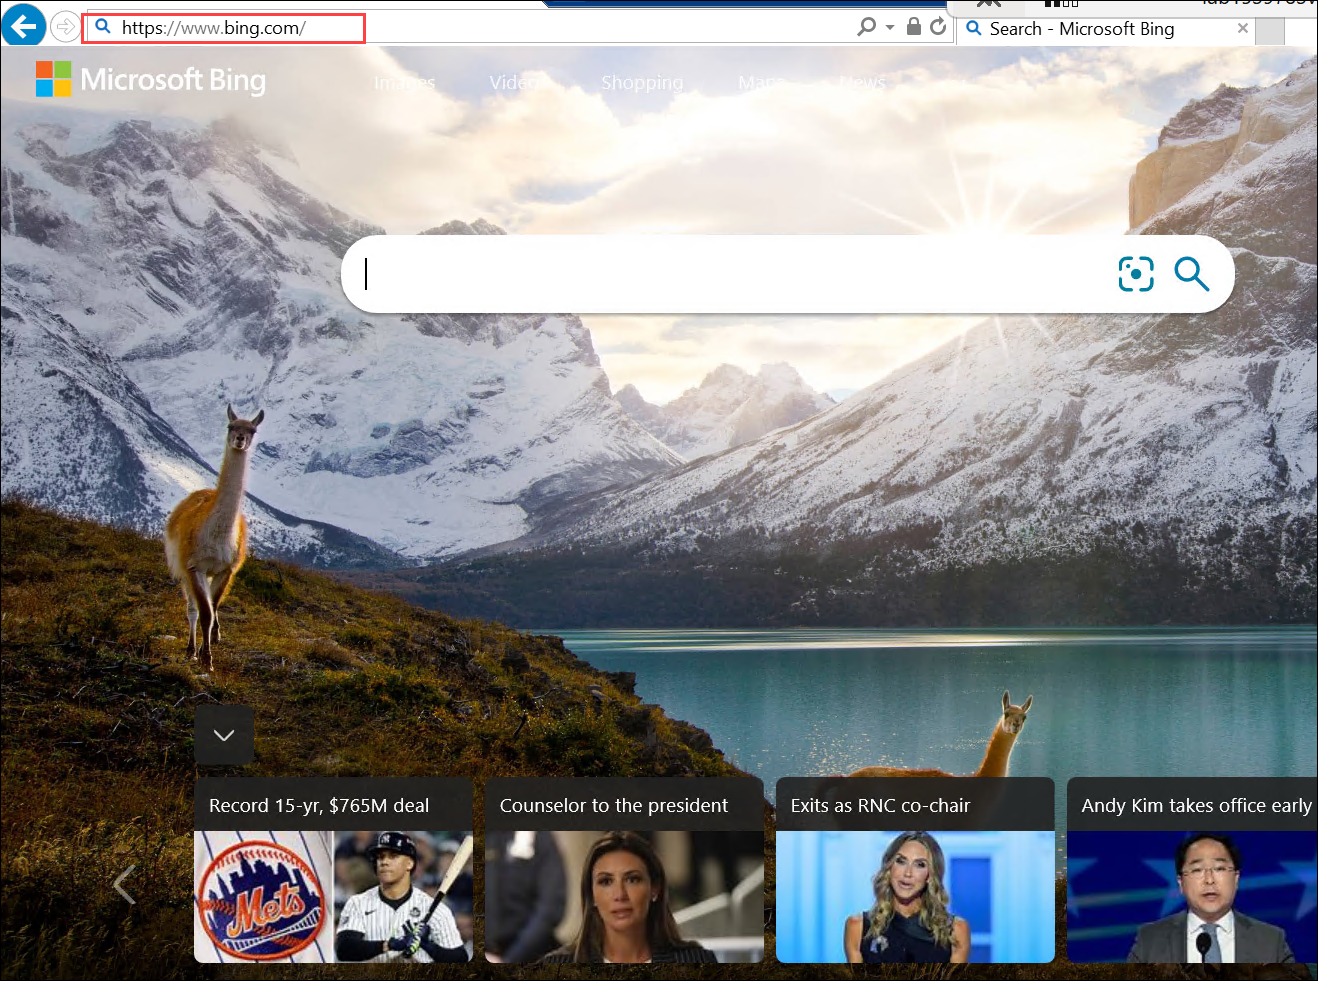 https://www.bing.com/
Search - Microsoft Bing
Microsoft Bing
Images
Videos
Shopping
Maps
News
Record 15-yr, $765M deal
Counselor to the president
Exits as RNC co-chair
Andy Kim takes office early
Mets